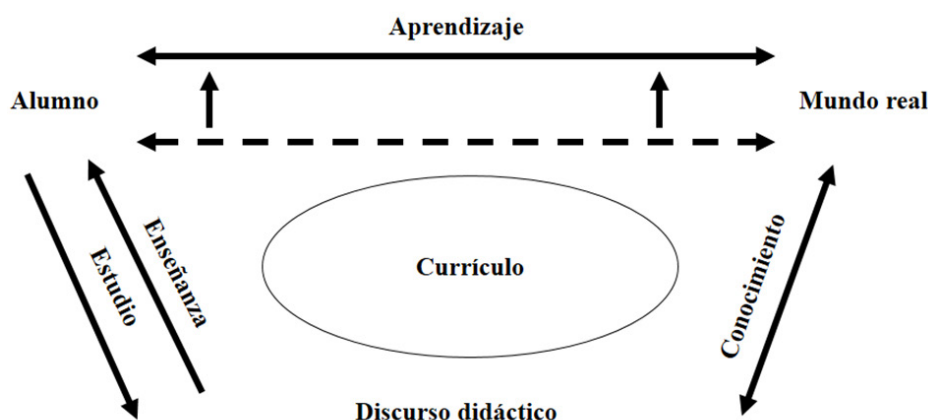 Aprendizaje
Alumno
Mundo real
Enseñanza
Estudio
Currículo
Conocimiento
Discurso didáctico